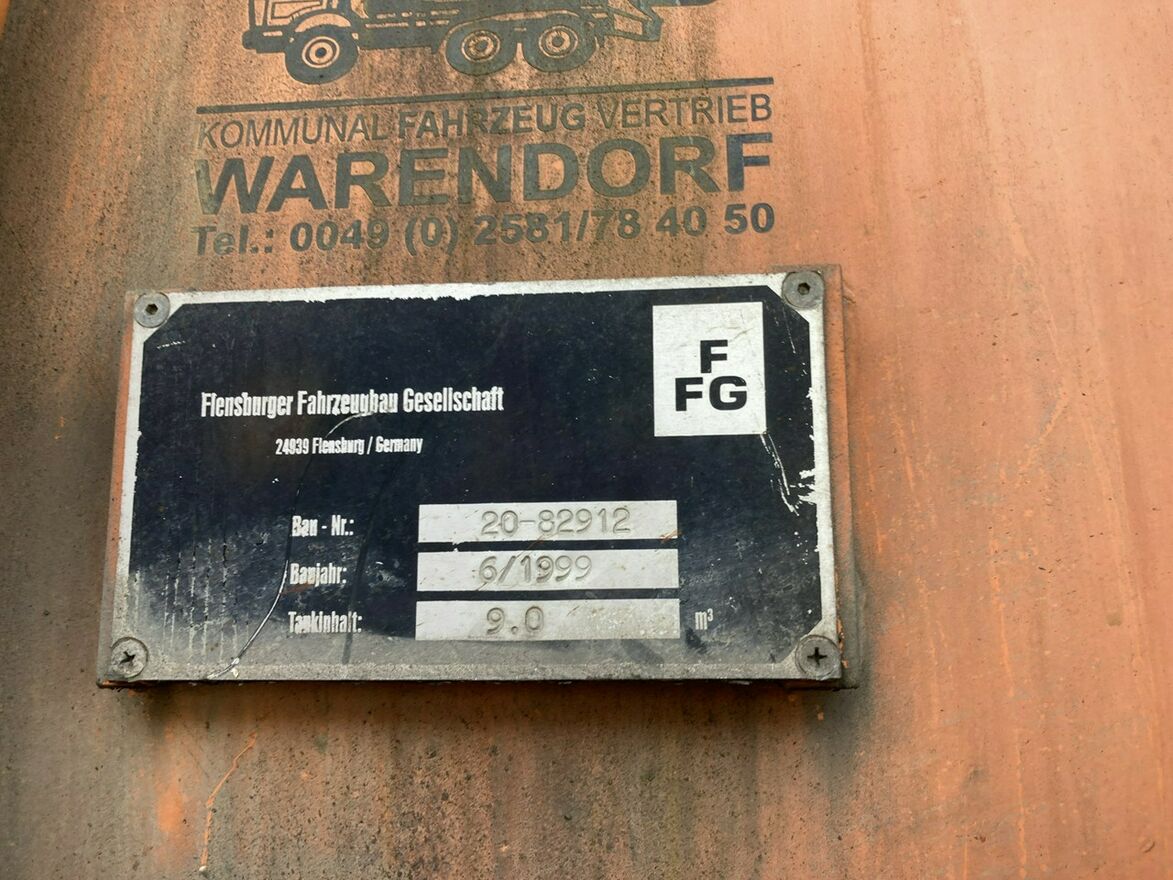 KOMMUNAL FAHRZEUG VERTRIEB
WARENDORF
Tel.: 0049 (0) 2581/78 40 50
F
FG
Flensburger Fahrzeugbau Gesellschaft
24939 Flensburg / Germany
Bau - Nr.: 20-82912
Baujahr: 6/1999
Tankinhalt: 9.0 m³